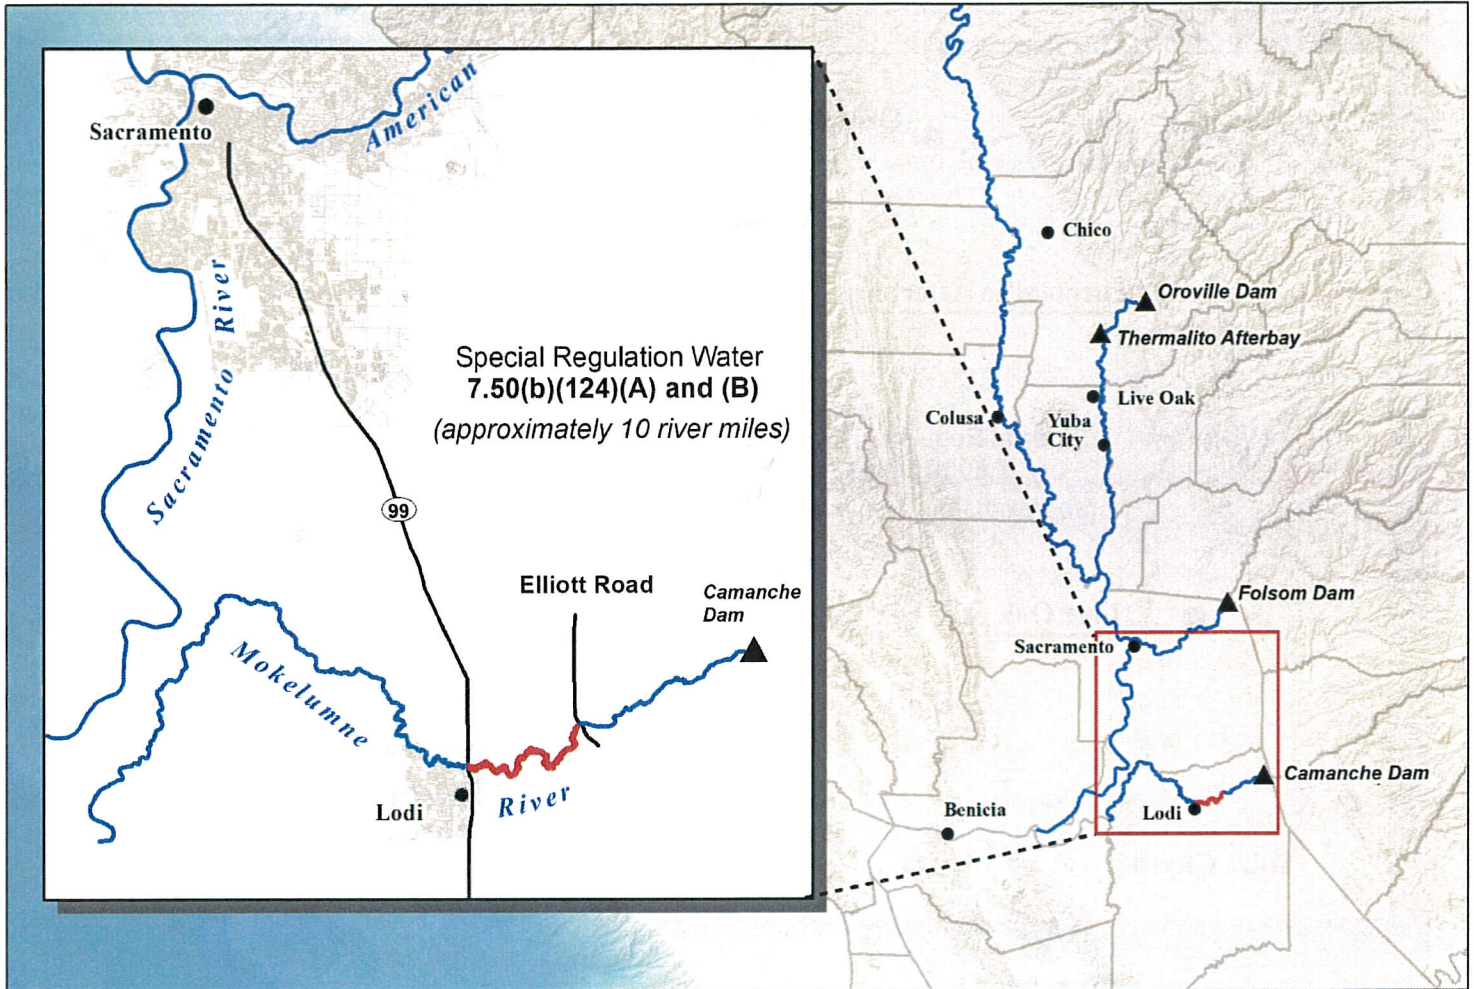 American
Sacramento
Sacramento River
Special Regulation Water
7.50(b)(124)(A) and (B)
(approximately 10 river miles)
99
Elliott Road
Camanche
Dam
Mokelumne River
Lodi
Chico
Oroville Dam
Thermalito Afterbay
Live Oak
Colusa
Yuba
City
Folsom Dam
Sacramento
Camanche Dam
Benicia
Lodi